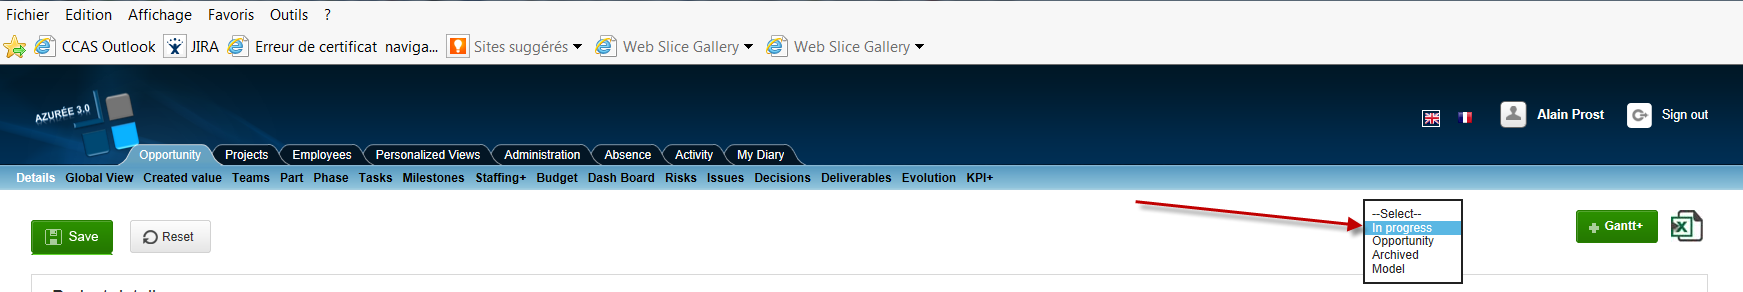 Fichier Edition Affichage Favoris Outils ?
CCAS Outlook JIRA Erreur de certificat naviga... Sites suggérés Web Slice Gallery Web Slice Gallery
AZURÉE 3.0
Alain Prost Sign out
Opportunity Projects Employees Personalized Views Administration Absence Activity My Diary
Details Global View Created value Teams Part Phase Tasks Milestones Staffing+ Budget Dash Board Risks Issues Decisions Deliverables Evolution KPI+
Save Reset
--Select--
In progress
Opportunity
Archived
Model
Gantt+